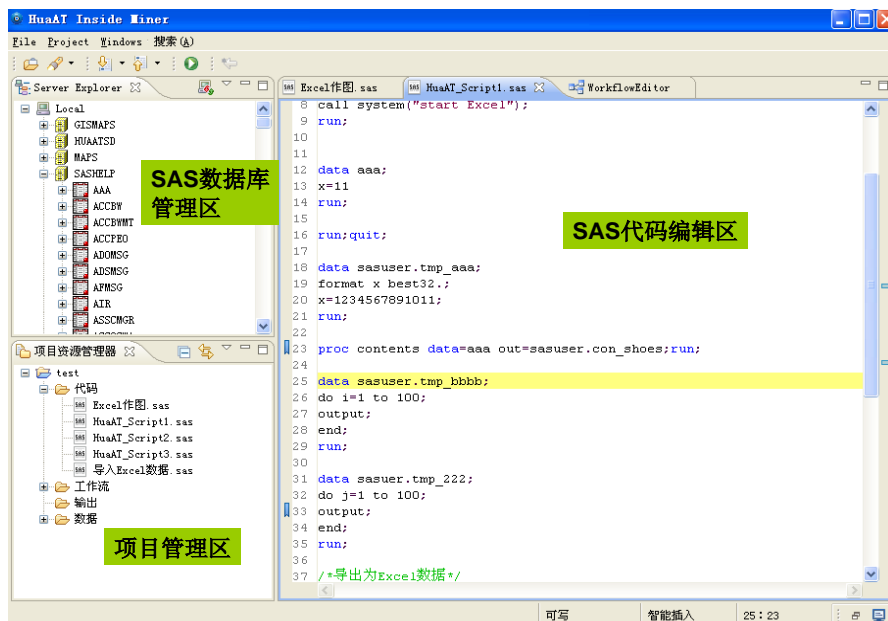 HuaAT Inside Miner
File Project Windows 搜索(A)
Server Explorer
Local
GISMAPS
HUAATSD
MAPS
SASHELP
AAA
ACCBW
ACCBWMT
ACCPEO
ADOMSG
ADSMSG
AFMSG
AIR
ASSCMGR
SAS数据库
管理区
项目资源管理器
test
代码
Excel作图.sas
HuaAT_Script1.sas
HuaAT_Script2.sas
HuaAT_Script3.sas
导入Excel数据.sas
工作流
输出
数据
项目管理区
Excel作图.sas HuaAT_Script1.sas WorkflowEditor
8 call system("start Excel");
9 run;
10
11
12 data aaa;
13 x=11
14 run;
15
16 run;quit;
17
18 data sasuser.tmp_aaa;
19 format x best32.;
20 x=1234567891011;
21 run;
22
23 proc contents data=aaa out=sasuser.con_shoes;run;
24
25 data sasuser.tmp_bbbb;
26 do i=1 to 100;
27 output;
28 end;
29 run;
30
31 data sasuer.tmp_222;
32 do j=1 to 100;
33 output;
34 end;
35 run;
36
37 /*导出为Excel数据*/
SAS代码编辑区
可写 智能插入 25:23